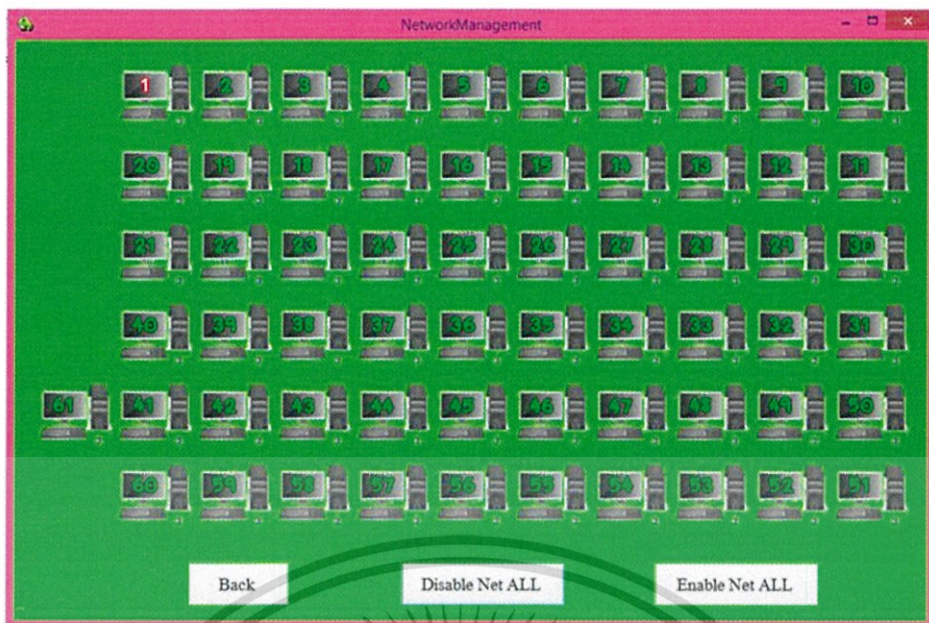 NetworkManagement
1 2 3 4 5 6 7 8 9 10
20 19 18 17 16 15 14 13 12 11
21 22 23 24 25 26 27 28 29 30
40 39 38 37 36 35 34 33 32 31
61 41 42 43 44 45 46 47 48 49 50
60 59 58 57 56 55 54 53 52 51
Back Disable Net ALL Enable Net ALL